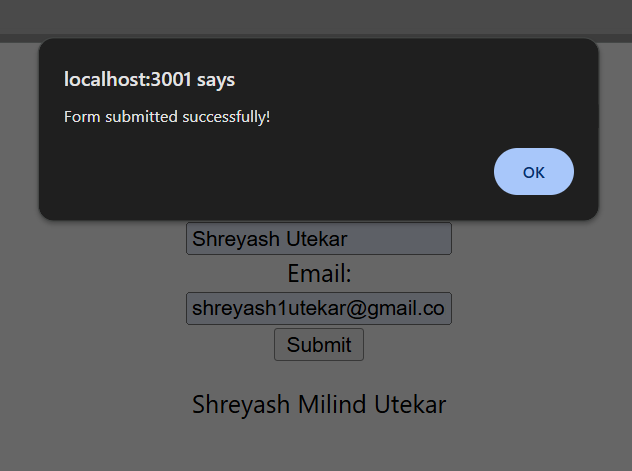 localhost:3001 says
Form submitted successfully!
OK
Shreyash Utekar
Email:
shreyash1utekar@gmail.co
Submit
Shreyash Milind Utekar